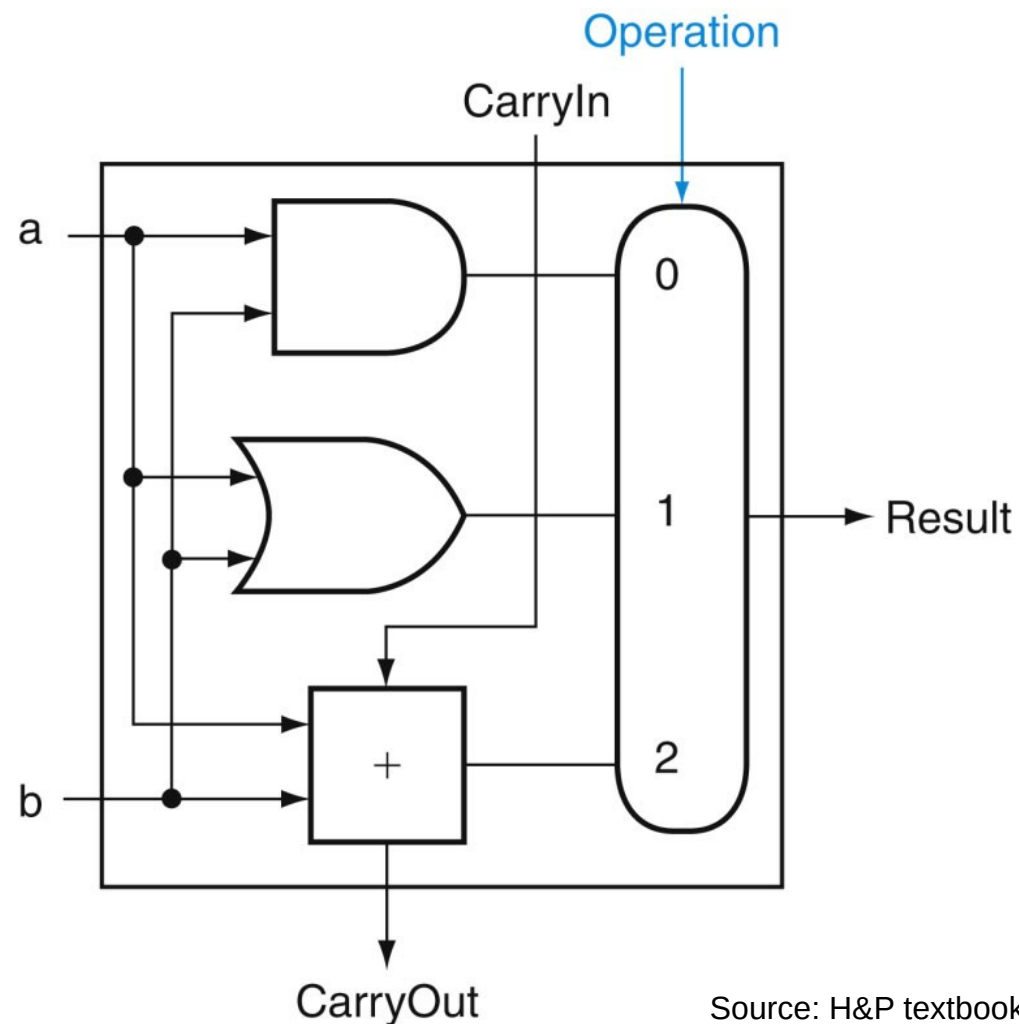 Operation
CarryIn
a
0
1
Result
+
2
b
CarryOut
Source: H&P textbook